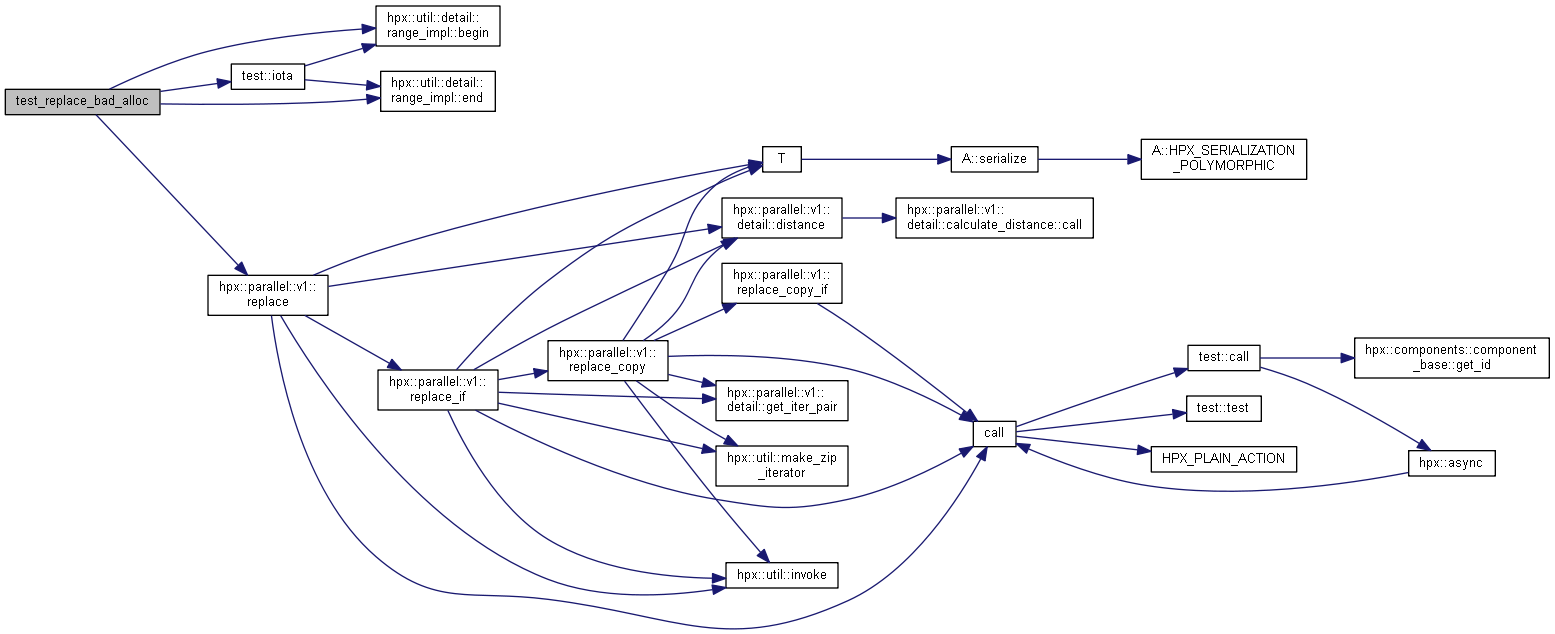 hpx::util::detail::
range_impl::begin
test::iota
hpx::util::detail::
range_impl::end
test_replace_bad_alloc
T
A::serialize
A::HPX_SERIALIZATION
_POLYMORPHIC
hpx::parallel::v1::
detail::distance
hpx::parallel::v1::
detail::calculate_distance::call
hpx::parallel::v1::
replace
hpx::parallel::v1::
replace_copy_if
hpx::parallel::v1::
replace_copy
hpx::parallel::v1::
replace_if
hpx::parallel::v1::
detail::get_iter_pair
hpx::util::make_zip
_iterator
hpx::util::invoke
call
test::call
hpx::components::component
_base::get_id
test::test
HPX_PLAIN_ACTION
hpx::async